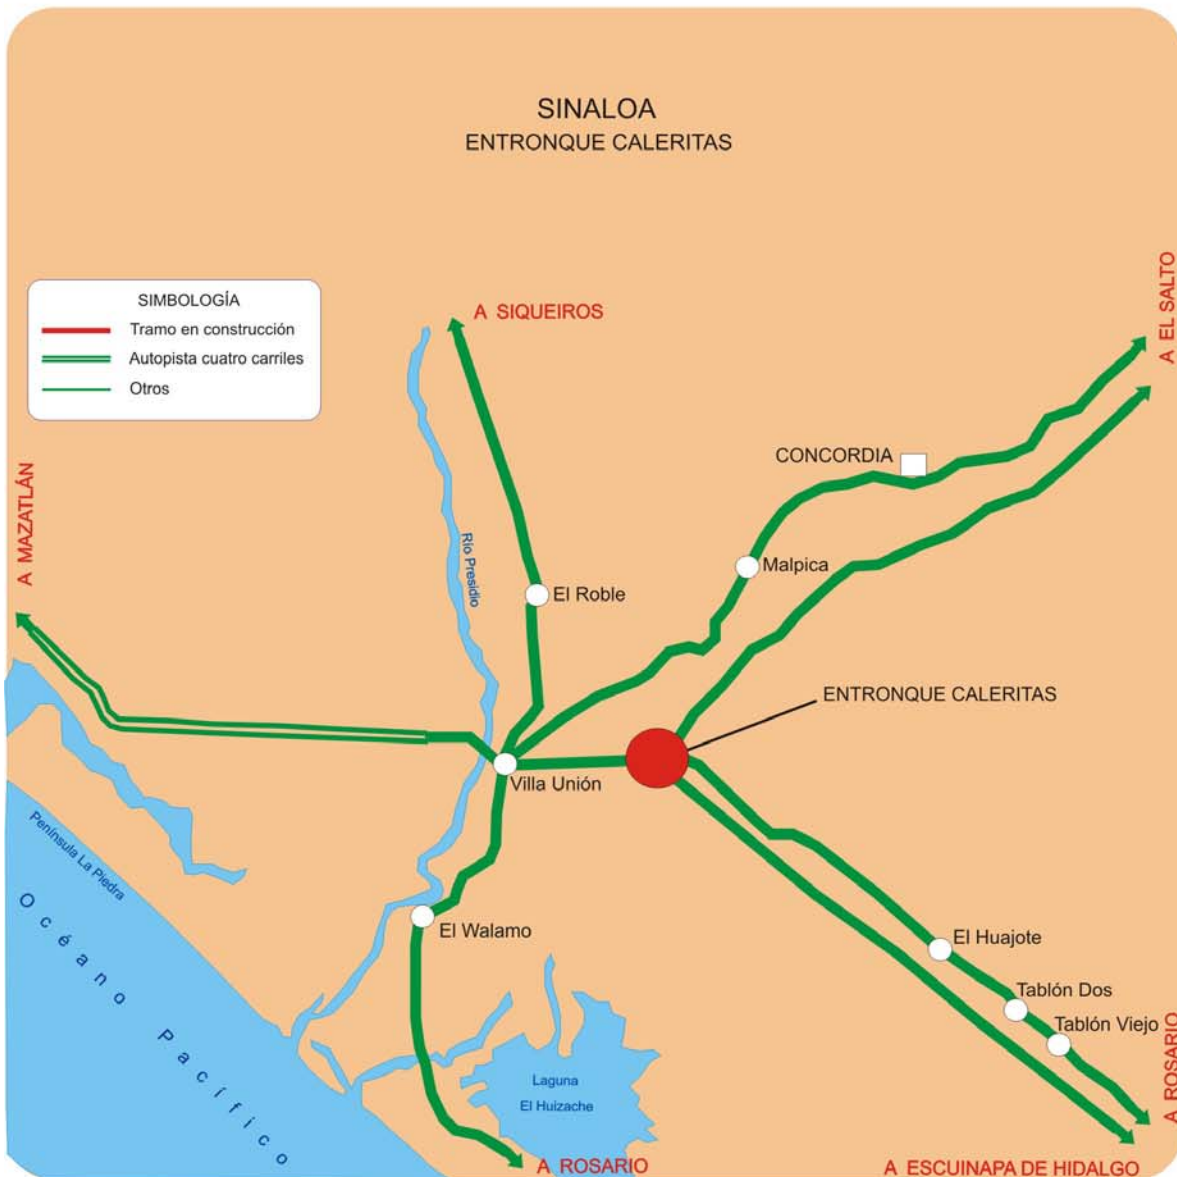 SINALOA
ENTRONQUE CALERITAS
SIMBOLOGÍA
Tramo en construcción
Autopista cuatro carriles
Otros
A SIQUEIROS
A EL SALTO
CONCORDIA
A MAZATLÁN
Río Presidio
Malpica
El Roble
ENTRONQUE CALERITAS
Villa Unión
Península La Piedra
Océano Pacífico
El Walamo
El Huajote
Tablón Dos
Tablón Viejo
A ROSARIO
Laguna
El Huizache
A ROSARIO
A ESCUINAPA DE HIDALGO